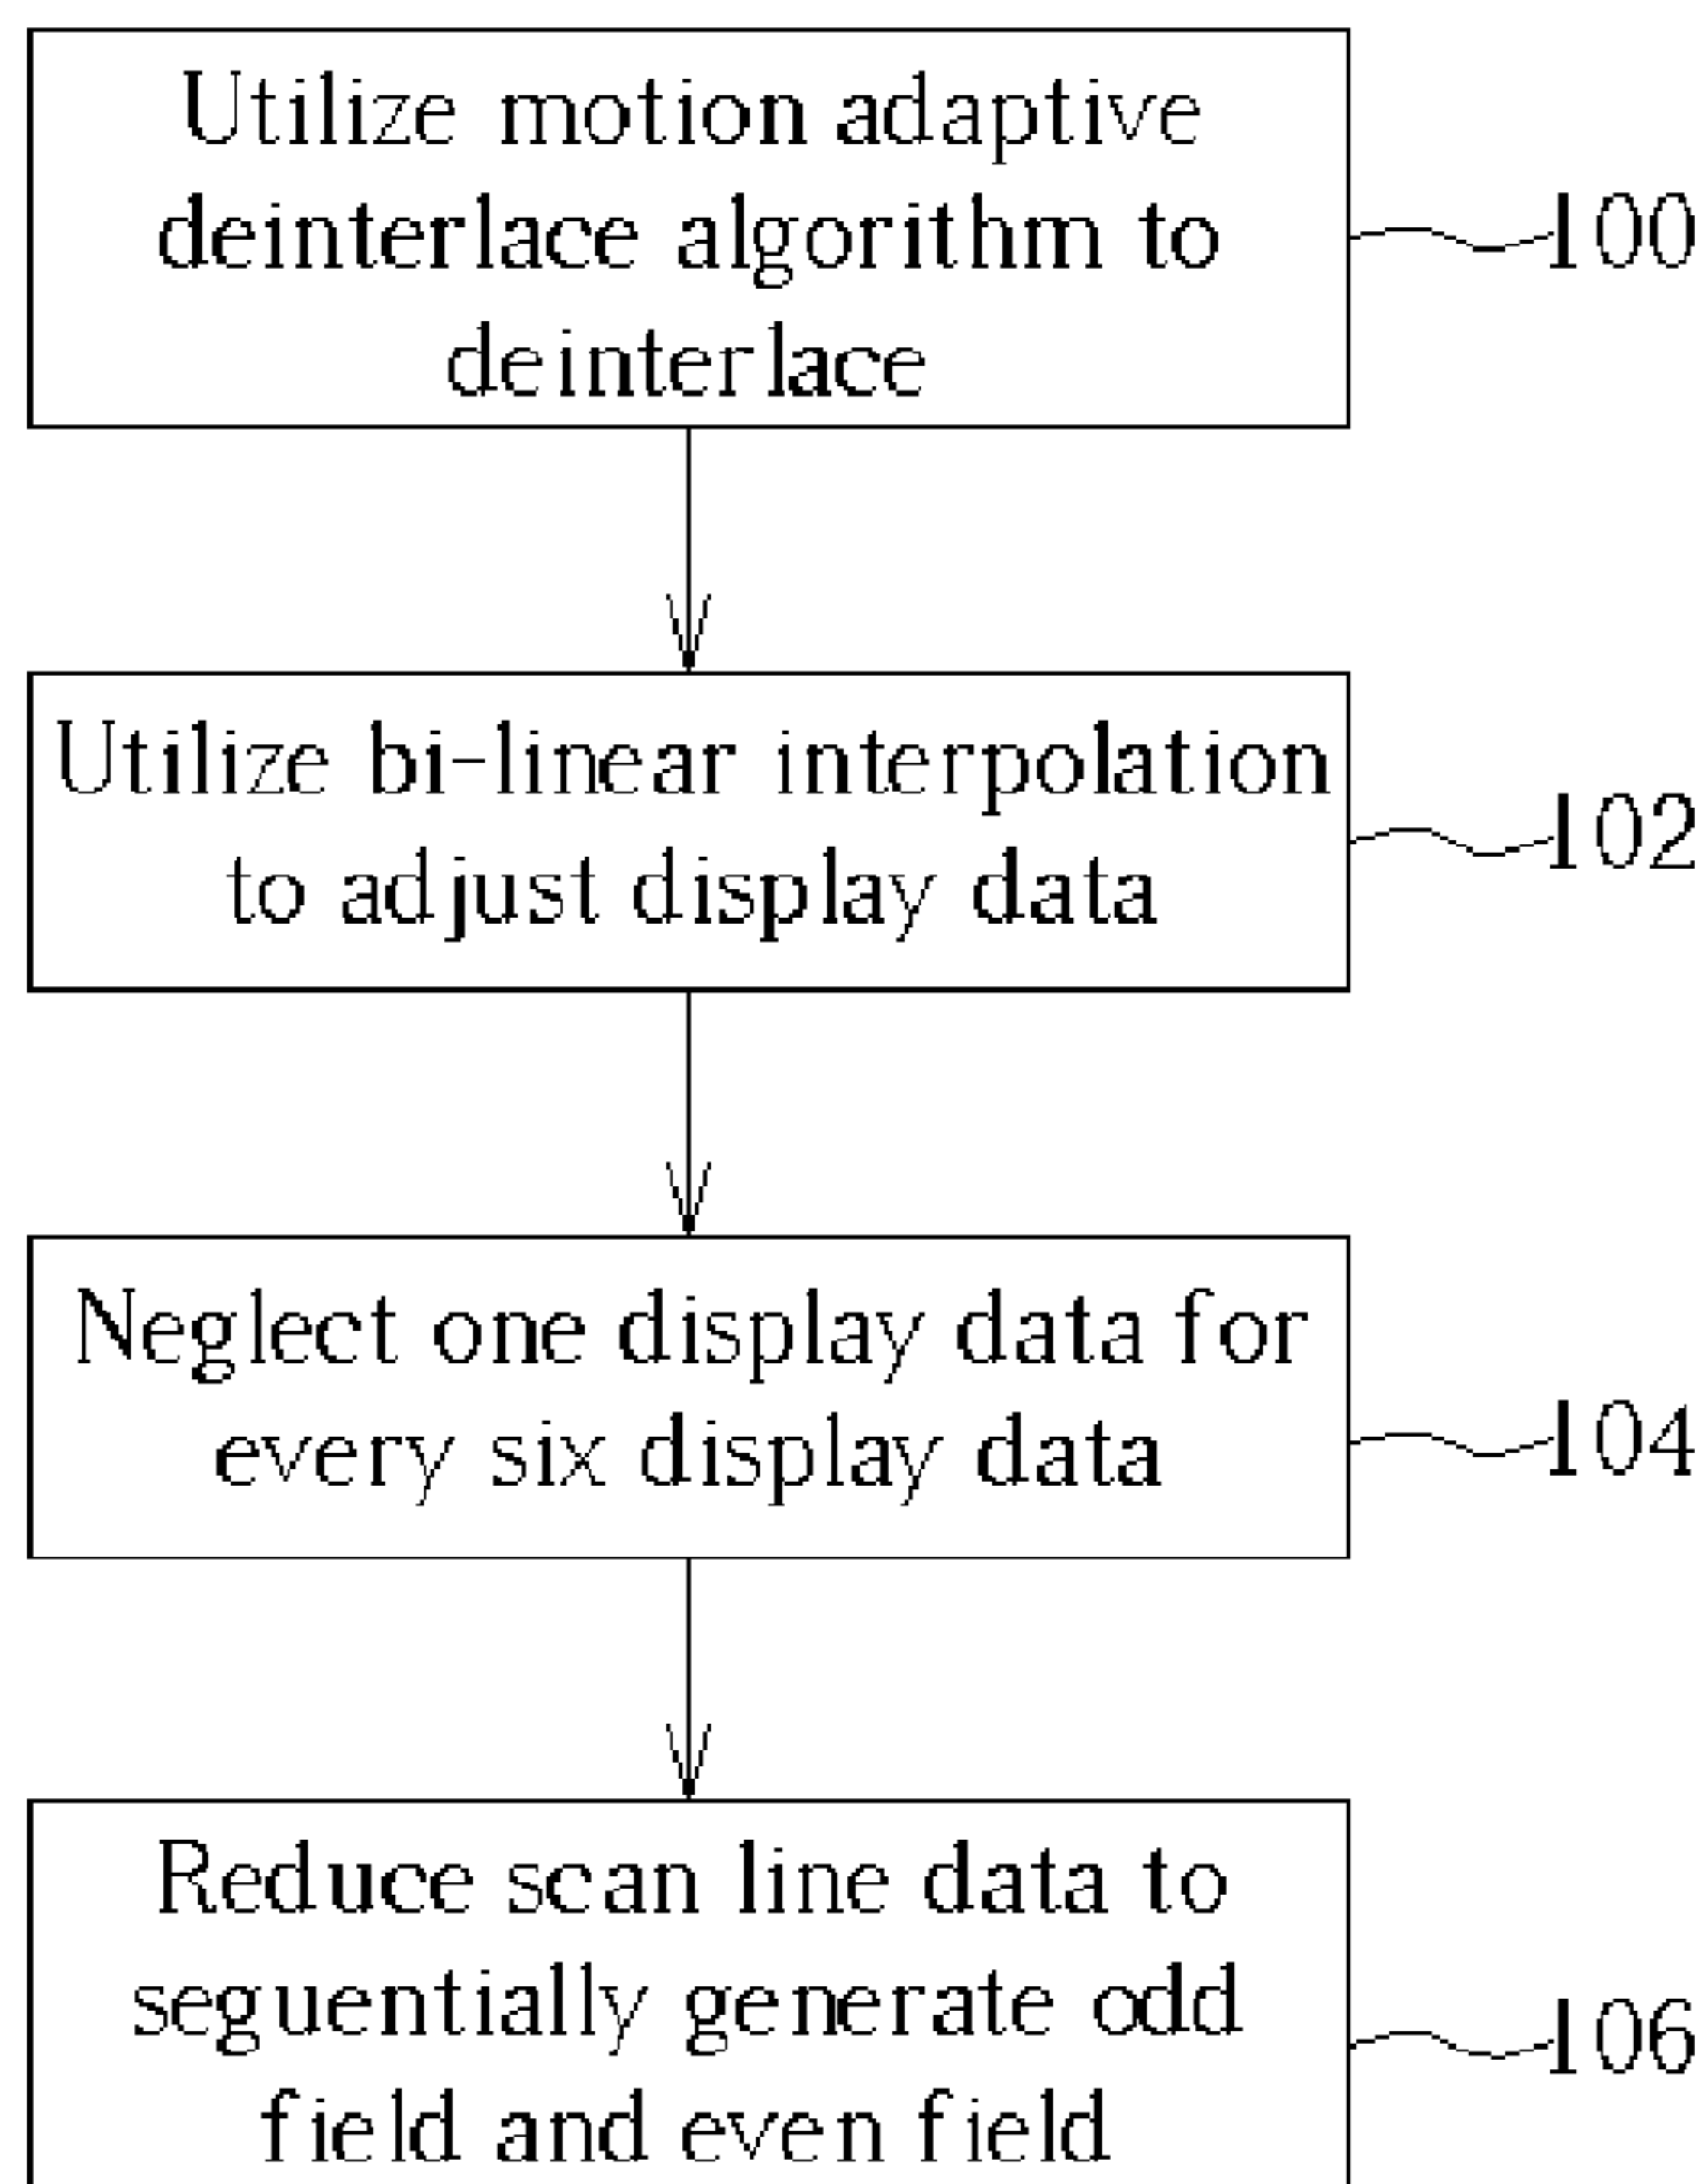 Utilize motion adaptive
deinterlace algorithm to
deinterlace
100
Utilize bi-linear interpolation
to adjust display data
102
Neglect one display data for
every six display data
104
Reduce scan line data to
seguentially generate odd
field and even field
106